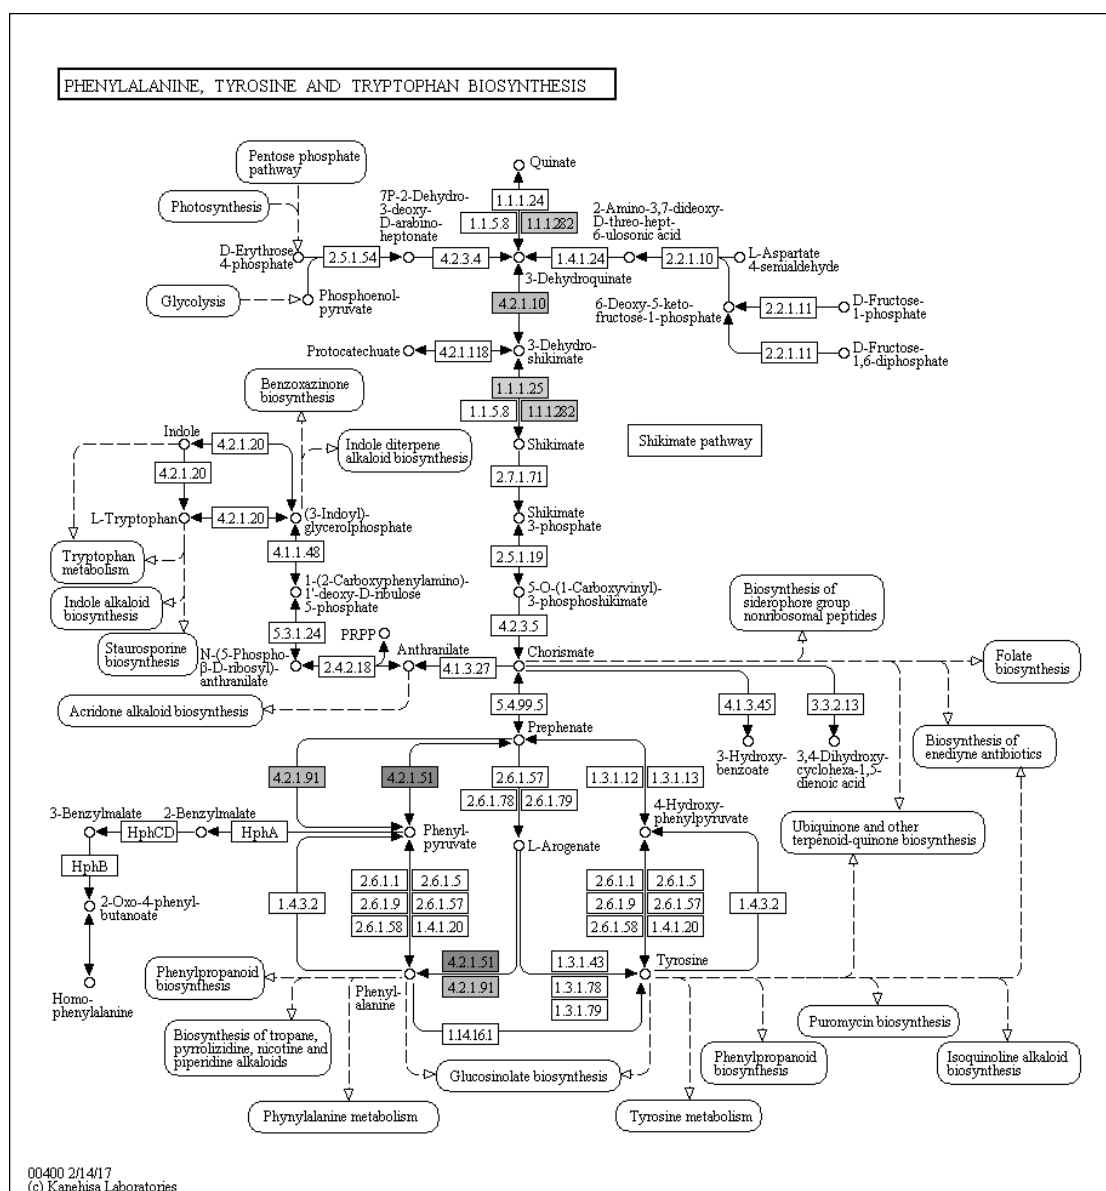 PHENYLALANINE, TYROSINE AND TRYPTOPHAN BIOSYNTHESIS
Pentose phosphate
pathway
Photosynthesis
Quinate
1.1.1.24
1.1.5.8
1.1.1.282
7P-2-Dehydro-
3-deoxy-
D-arabino-
heptonate
2-Amino-3,7-dideoxy-
D-threo-hept-
6-ulosonic acid
D-Erythrose
4-phosphate
2.5.1.54
4.2.3.4
3-Dehydroquinate
1.4.1.24
2.2.1.10
L-Aspartate
4-semialdehyde
Glycolysis
Phosphoenol-
pyruvate
4.2.1.10
6-Deoxy-5-keto-
fructose-1-phosphate
2.2.1.11
D-Fructose-
1-phosphate
Protocatechuate
4.2.1.118
3-Dehydro-
shikimate
2.2.1.11
D-Fructose-
1,6-diphosphate
Benzoxazinone
biosynthesis
1.1.1.25
1.1.5.8
1.1.1.282
Indole
4.2.1.20
Indole diterpene
alkaloid biosynthesis
Shikimate
Shikimate pathway
4.2.1.20
2.7.1.71
L-Tryptophan
4.2.1.20
(3-Indoyl)-
glycerolphosphate
Shikimate
3-phosphate
Tryptophan
metabolism
4.1.1.48
2.5.1.19
Indole alkaloid
biosynthesis
1-(2-Carboxyphenylamino)-
1'-deoxy-D-ribulose
5-phosphate
5-O-(1-Carboxyvinyl)-
3-phosphoshikimate
Biosynthesis of
siderophore group
nonribosomal peptides
Staurosporine
biosynthesis
5.3.1.24
PRPP
4.2.3.5
N-(5-Phospho-
β-D-ribosyl)-
anthranilate
2.4.2.18
Anthranilate
4.1.3.27
Chorismate
Folate
biosynthesis
Acridone alkaloid biosynthesis
5.4.99.5
4.1.3.45
3.3.2.13
Prephenate
3-Hydroxy-
benzoate
3,4-Dihydroxy-
cyclohexa-1,5-
dienoic acid
Biosynthesis of
enediyne antibiotics
4.2.1.91
4.2.1.51
2.6.1.57
2.6.1.78
2.6.1.79
1.3.1.12
1.3.1.13
3-Benzylmalate
2-Benzylmalate
HphCD
HphA
Phenyl-
pyruvate
4-Hydroxy-
phenylpyruvate
Ubiquinone and other
terpenoid-quinone biosynthesis
HphB
L-Arogenate
2-Oxo-4-phenyl-
butanoate
1.4.3.2
2.6.1.1
2.6.1.5
2.6.1.9
2.6.1.57
2.6.1.58
1.4.1.20
2.6.1.1
2.6.1.5
2.6.1.9
2.6.1.57
2.6.1.58
1.4.1.20
1.4.3.2
Phenylpropanoid
biosynthesis
4.2.1.51
4.2.1.91
1.3.1.43
1.3.1.78
1.3.1.79
Tyrosine
Homo-
phenylalanine
Phenyl-
alanine
Biosynthesis of tropane,
pyrrolizidine, nicotine and
piperidine alkaloids
1.14.16.1
Puromycin biosynthesis
Phenylpropanoid
biosynthesis
Isoquinoline alkaloid
biosynthesis
Glucosinolate biosynthesis
Phynylalanine metabolism
Tyrosine metabolism
00400 2/14/17
(c) Kanehisa Laboratories